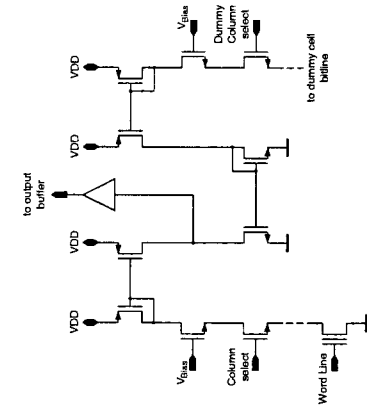 to output
buffer
VDD
VDD
VDD
VDD
VBias
Column
select
Word Line
VBias
Dummy
Column
select
to dummy cell
bitline